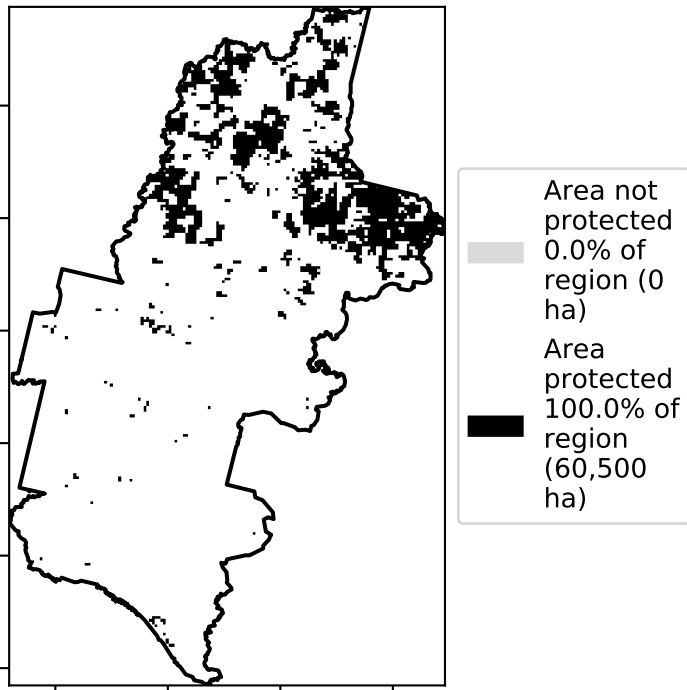 Area not
protected
0.0% of
region (0
ha)
Area
protected
100.0% of
region
(60,500
ha)